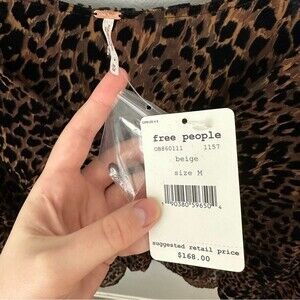 free people
OB860111 1157
beige
size M
suggested retail price
$168.00